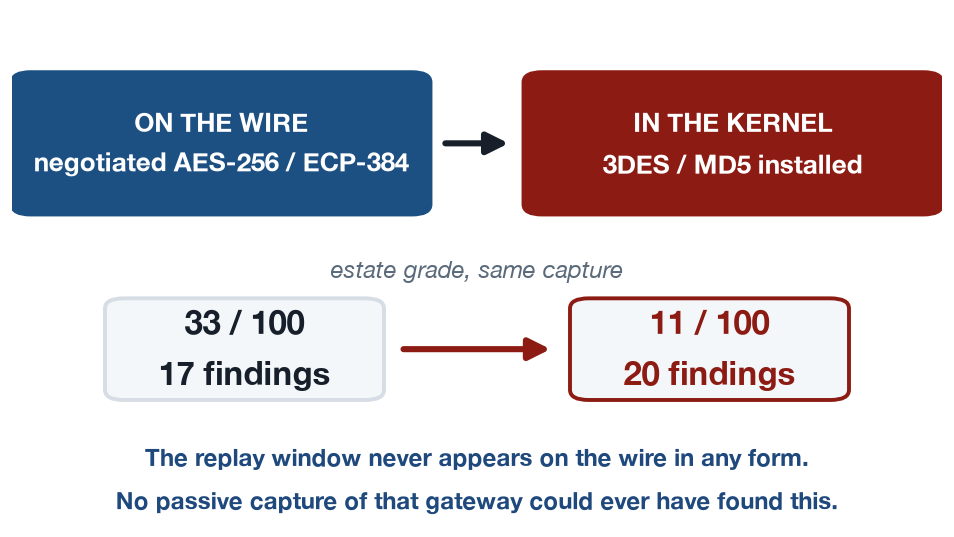 ON THE WIRE
negotiated AES-256 / ECP-384
IN THE KERNEL
3DES / MD5 installed
estate grade, same capture
33 / 100
17 findings
11 / 100
20 findings
The replay window never appears on the wire in any form.
No passive capture of that gateway could ever have found this.